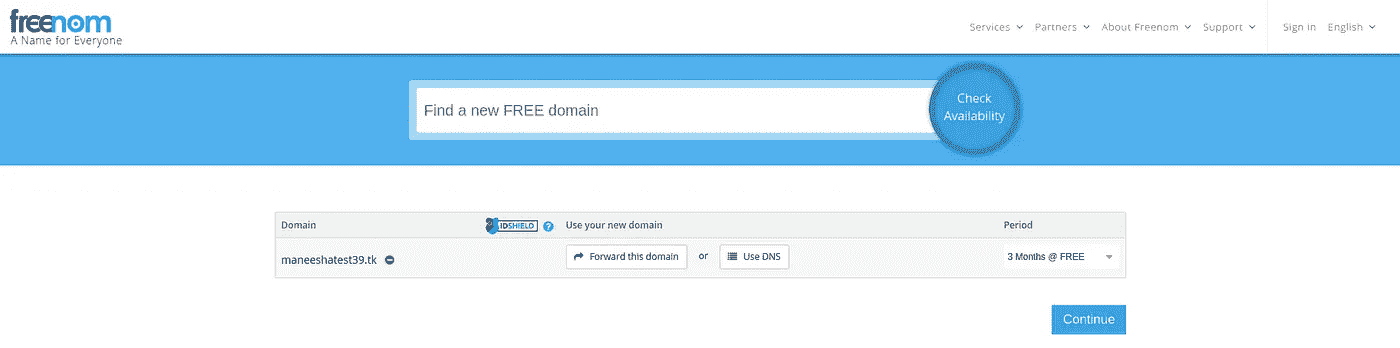 freenom
A Name for Everyone
Services Partners About Freenom Support Sign in English
Find a new FREE domain
Check
Availability
Domain IDSHIELD ? Use your new domain Period
maneeshatest39.tk Forward this domain or Use DNS 3 Months @ FREE
Continue